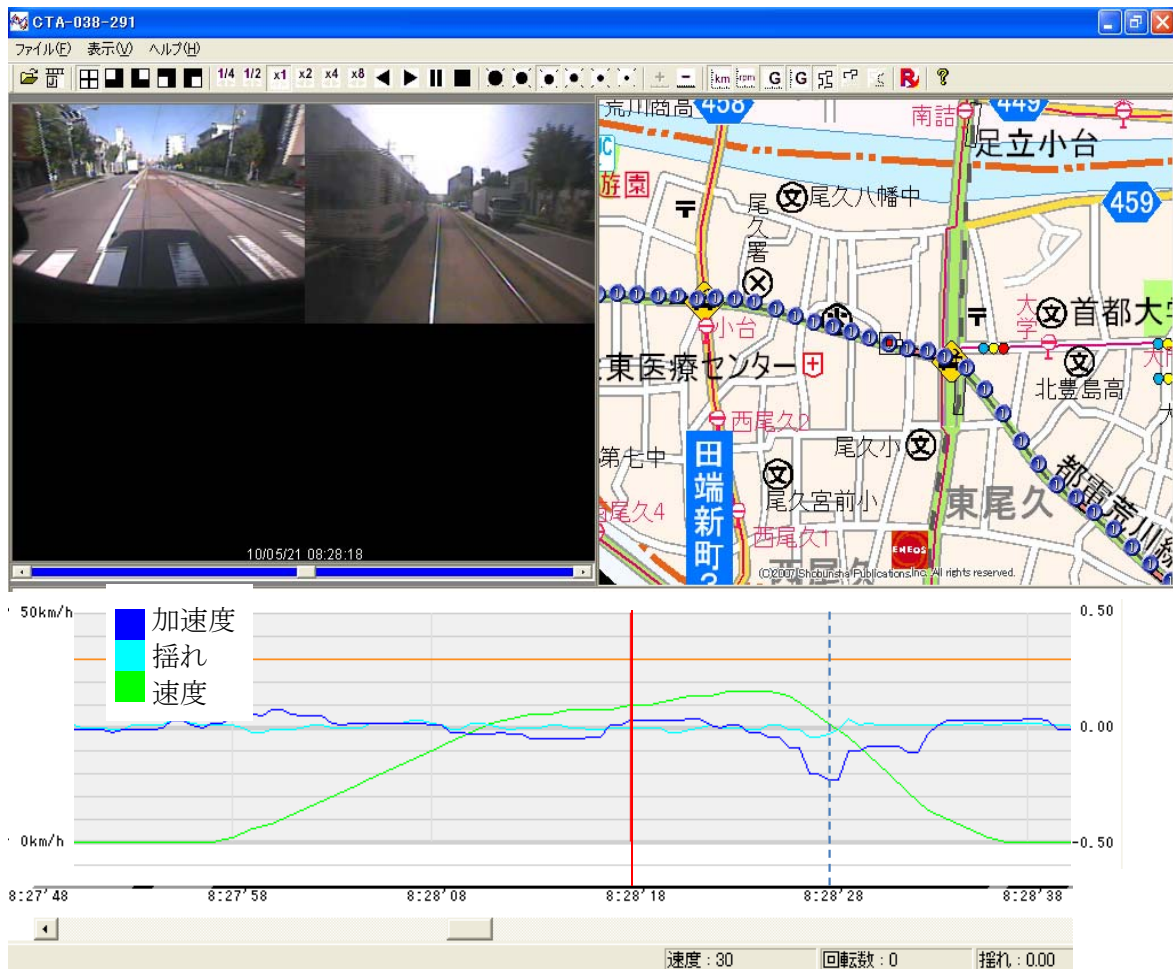 CTA-038-291
ファイル(F) 表示(V) ヘルプ(H)
1/4 1/2 x1 x2 x4 x8
km rpm G G R ?
10/05/21 08:28:18
荒川商高
458
449
南詰
足立小台
459
遊園
尾久八幡中
尾久署
小台
大学
首都大
東医療センター
北豊島高
西尾久2
尾久小
第七中
田端新町3
尾久宮前小
尾久4
東尾久
都電荒川線
西尾久1
ENEOS
西尾久
(C)2007 Shobunsha Publications,Inc. All rights reserved.
加速度
揺れ
速度
50km/h
0km/h
0.50
0.00
-0.50
8:27'48 8:27'58 8:28'08 8:28'18 8:28'28 8:28'38
速度:30 回転数:0 揺れ:0.00